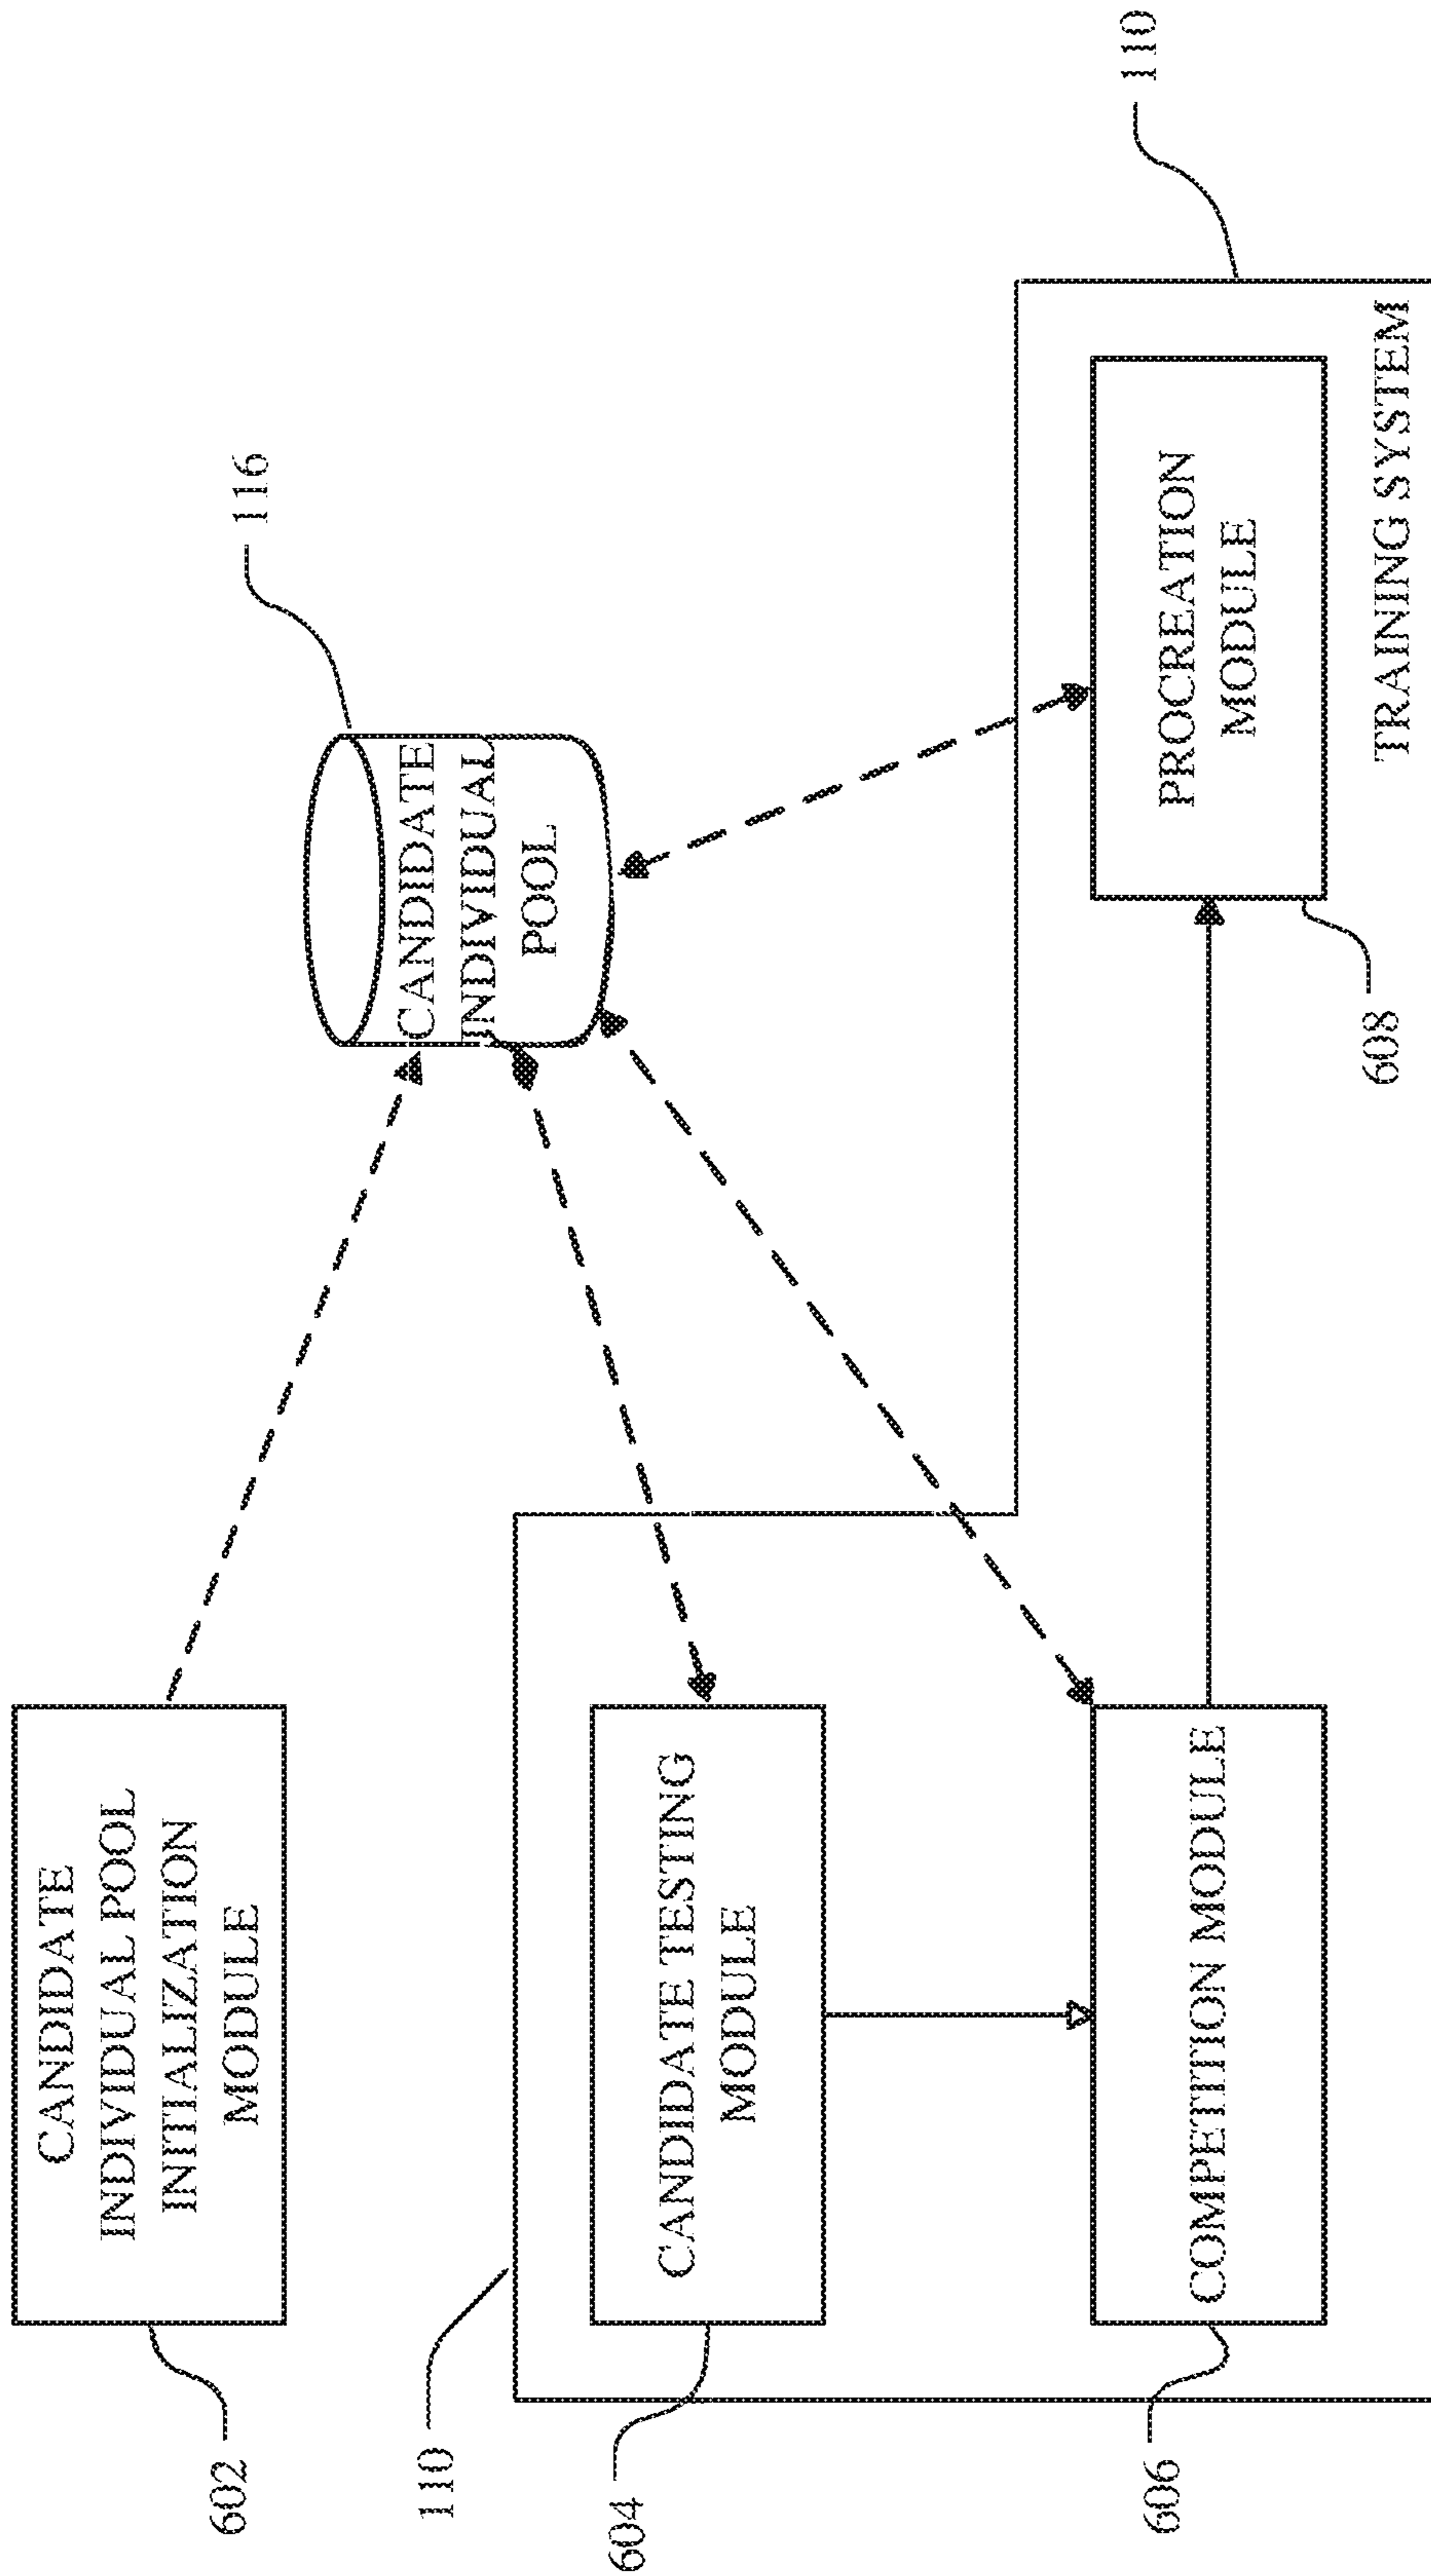 602
CANDIDATE
INDIVIDUAL POOL
INITIALIZATION
MODULE
116
CANDIDATE
INDIVIDUAL
POOL
110
604
CANDIDATE TESTING
MODULE
606
COMPETITION MODULE
608
PROCREATION
MODULE
TRAINING SYSTEM
110